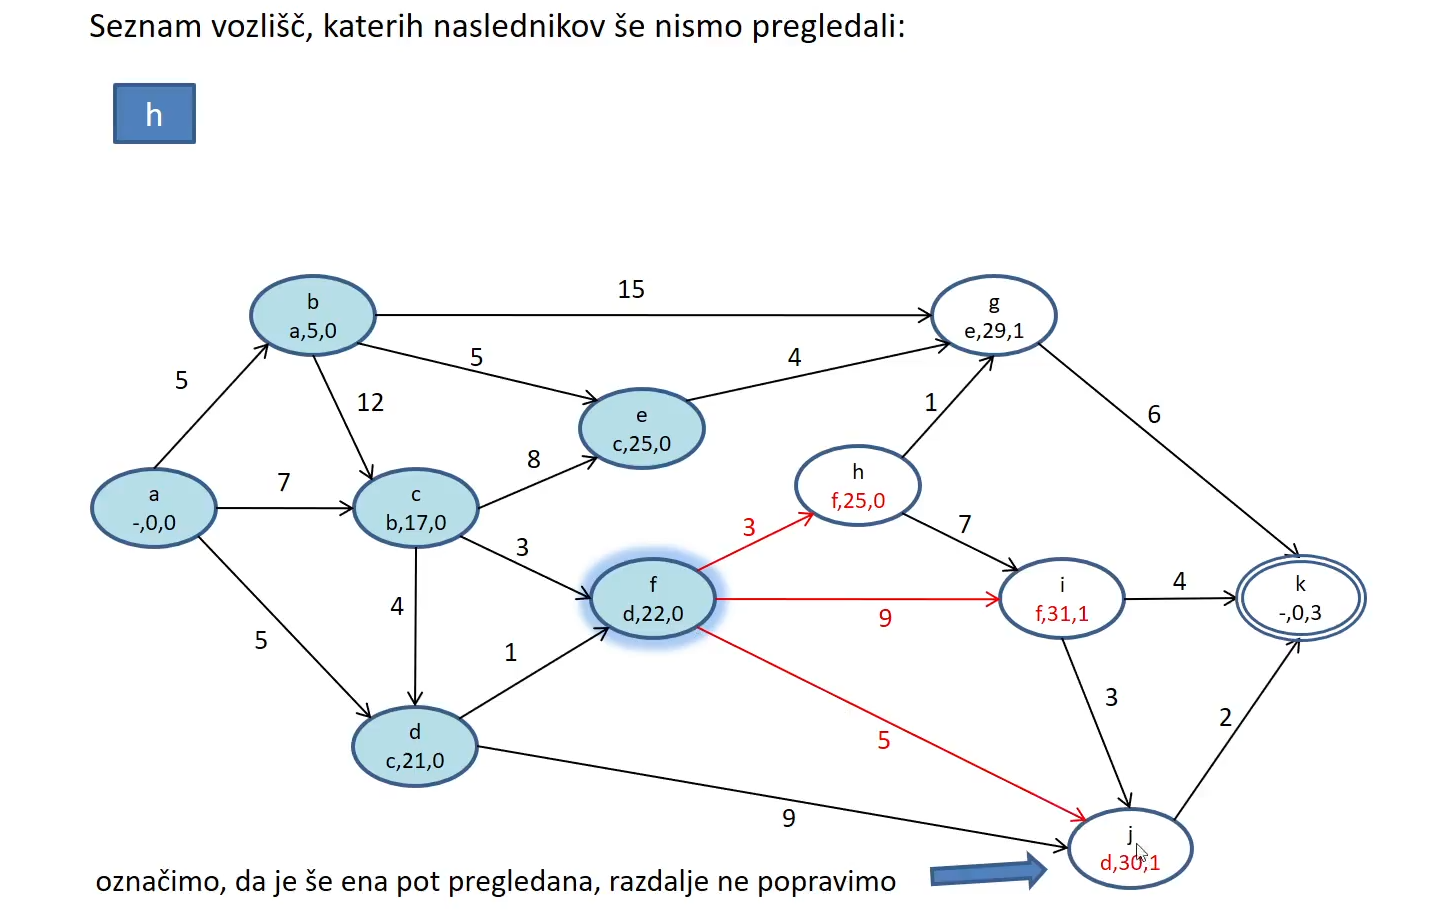 Seznam vozlišč, katerih naslednikov še nismo pregledali:
h
15
b
a,5,0
g
e,29,1
5
5
4
12
1
6
e
c,25,0
8
7
a
-,0,0
c
b,17,0
h
f,25,0
3
3
7
f
d,22,0
9
i
f,31,1
4
k
-,0,3
4
5
1
3
5
2
d
c,21,0
9
j
d,30,1
označimo, da je še ena pot pregledana, razdalje ne popravimo